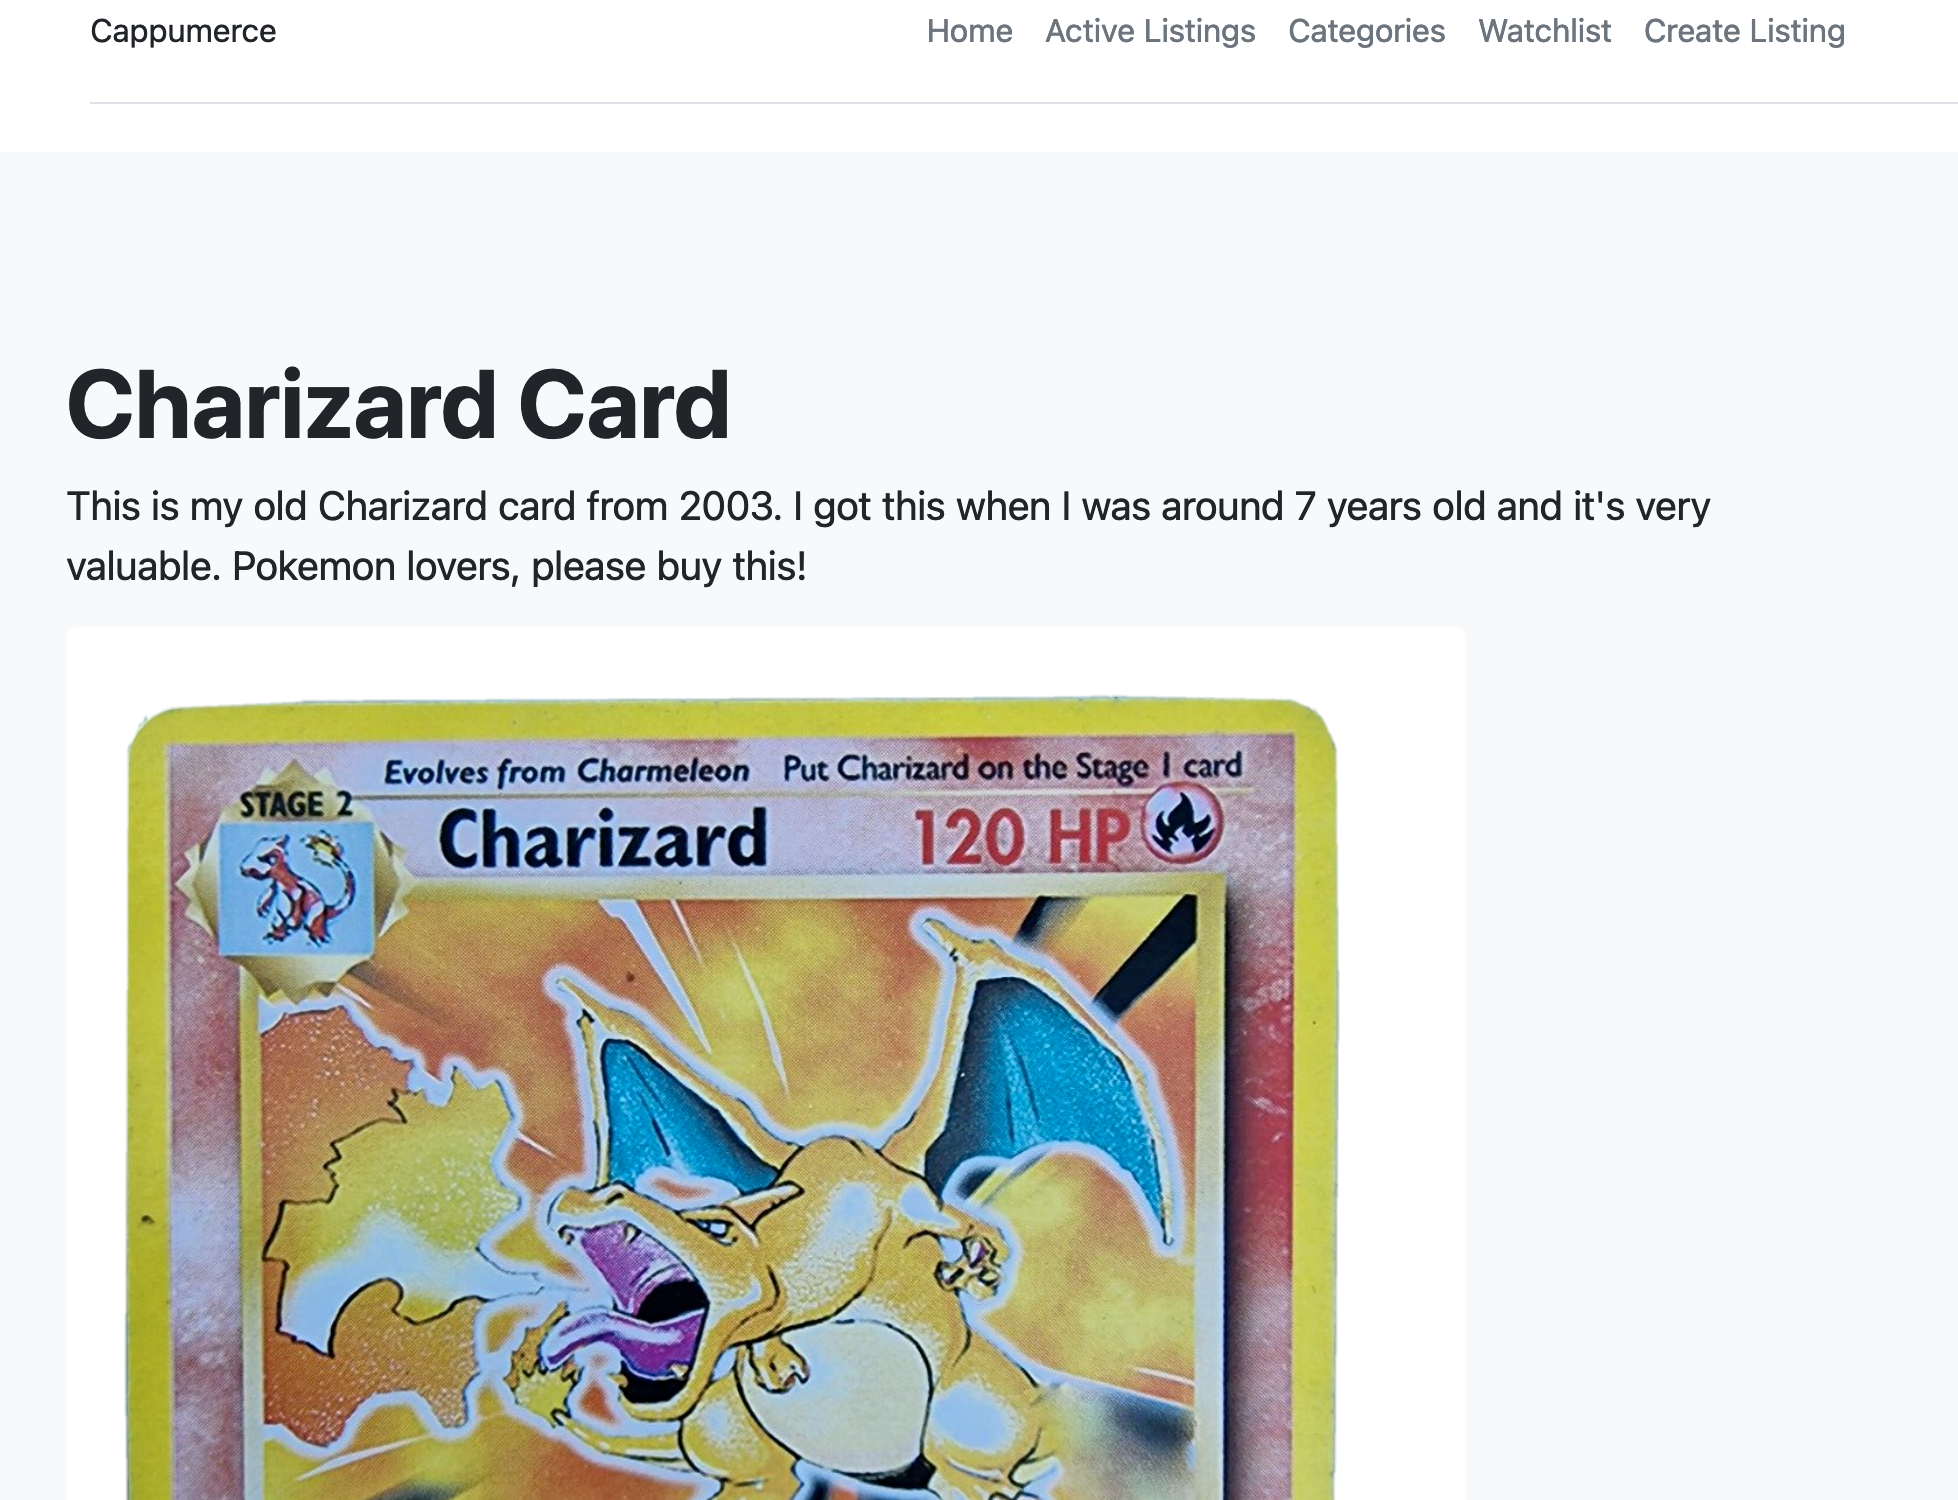 Cappumerce
Home Active Listings Categories Watchlist Create Listing
Charizard Card
This is my old Charizard card from 2003. I got this when I was around 7 years old and it's very
valuable. Pokemon lovers, please buy this!
Evolves from Charmeleon Put Charizard on the Stage 1 card
STAGE 2
Charizard 120 HP